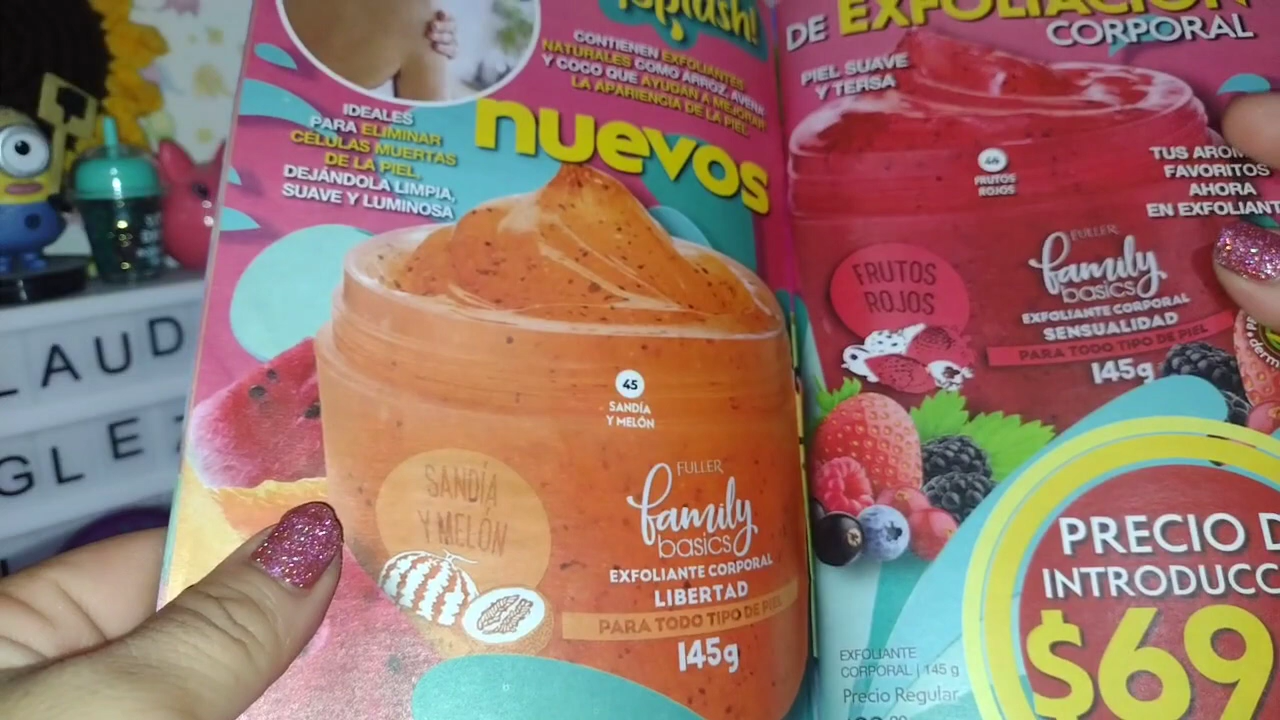 ¡Splash!
CONTIENEN EXFOLIANTES
NATURALES COMO ARROZ, AVENA
Y COCO QUE AYUDAN A MEJORAR
LA APARIENCIA DE LA PIEL.
IDEALES
PARA ELIMINAR
CÉLULAS MUERTAS
DE LA PIEL,
DEJÁNDOLA LIMPIA,
SUAVE Y LUMINOSA
nuevos
45
SANDÍA
Y MELÓN
SANDÍA
Y MELÓN
FULLER
family
basics
EXFOLIANTE CORPORAL
LIBERTAD
PARA TODO TIPO DE PIEL
145g
DE EXFOLIACIÓN
CORPORAL
PIEL SUAVE
Y TERSA
46
FRUTOS
ROJOS
TUS AROM
FAVORITOS
AHORA
EN EXFOLIANT
FRUTOS
ROJOS
FULLER
family
basics
EXFOLIANTE CORPORAL
SENSUALIDAD
PARA TODO TIPO DE PIEL
145g
PRECIO D
INTRODUCC
$69
EXFOLIANTE
CORPORAL | 145 g
Precio Regular
LAUD
GLEZ